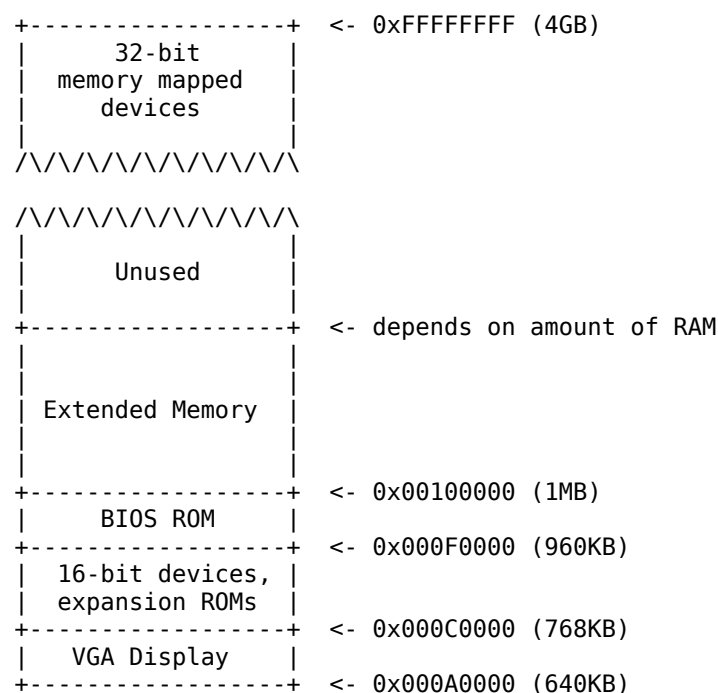 +------------------+  <- 0xFFFFFFFF (4GB)
|      32-bit      |
|  memory mapped   |
|     devices      |
|                  |
/\/\/\/\/\/\/\/\/\/\

/\/\/\/\/\/\/\/\/\/\
|                  |
|      Unused      |
|                  |
+------------------+  <- depends on amount of RAM
|                  |
|                  |
| Extended Memory  |
|                  |
|                  |
+------------------+  <- 0x00100000 (1MB)
|     BIOS ROM     |
+------------------+  <- 0x000F0000 (960KB)
|  16-bit devices, |
|  expansion ROMs  |
+------------------+  <- 0x000C0000 (768KB)
|   VGA Display    |
+------------------+  <- 0x000A0000 (640KB)